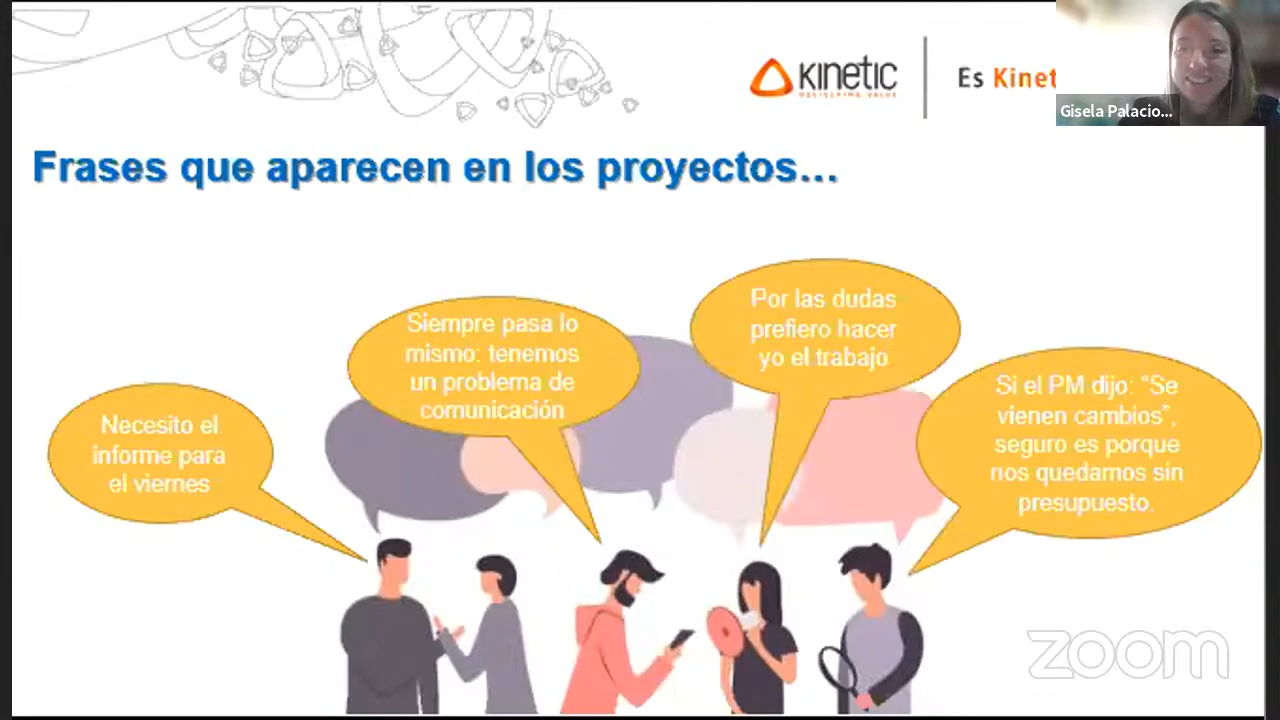 KINETIC
Es Kinet
Gisela Palacio...
Frases que aparecen en los proyectos...
Por las dudas
prefiero hacer
yo el trabajo
Siempre pasa lo
mismo: tenemos
un problema de
comunicación
Si el PM dijo: “Se
vienen cambios”,
seguro es porque
nos quedamos sin
presupuesto.
Necesito el
informe para
el viernes
zoom